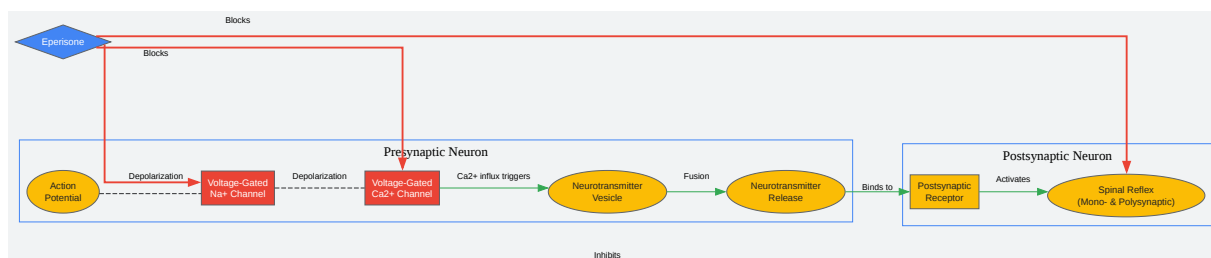 Blocks
Eperisone
Blocks
Presynaptic Neuron
Postsynaptic Neuron
Action
Potential
Depolarization
Voltage-Gated
Na+ Channel
Depolarization
Voltage-Gated
Ca2+ Channel
Ca2+ influx triggers
Neurotransmitter
Vesicle
Fusion
Neurotransmitter
Release
Binds to
Postsynaptic
Receptor
Activates
Spinal Reflex
(Mono- & Polysynaptic)
Inhibits